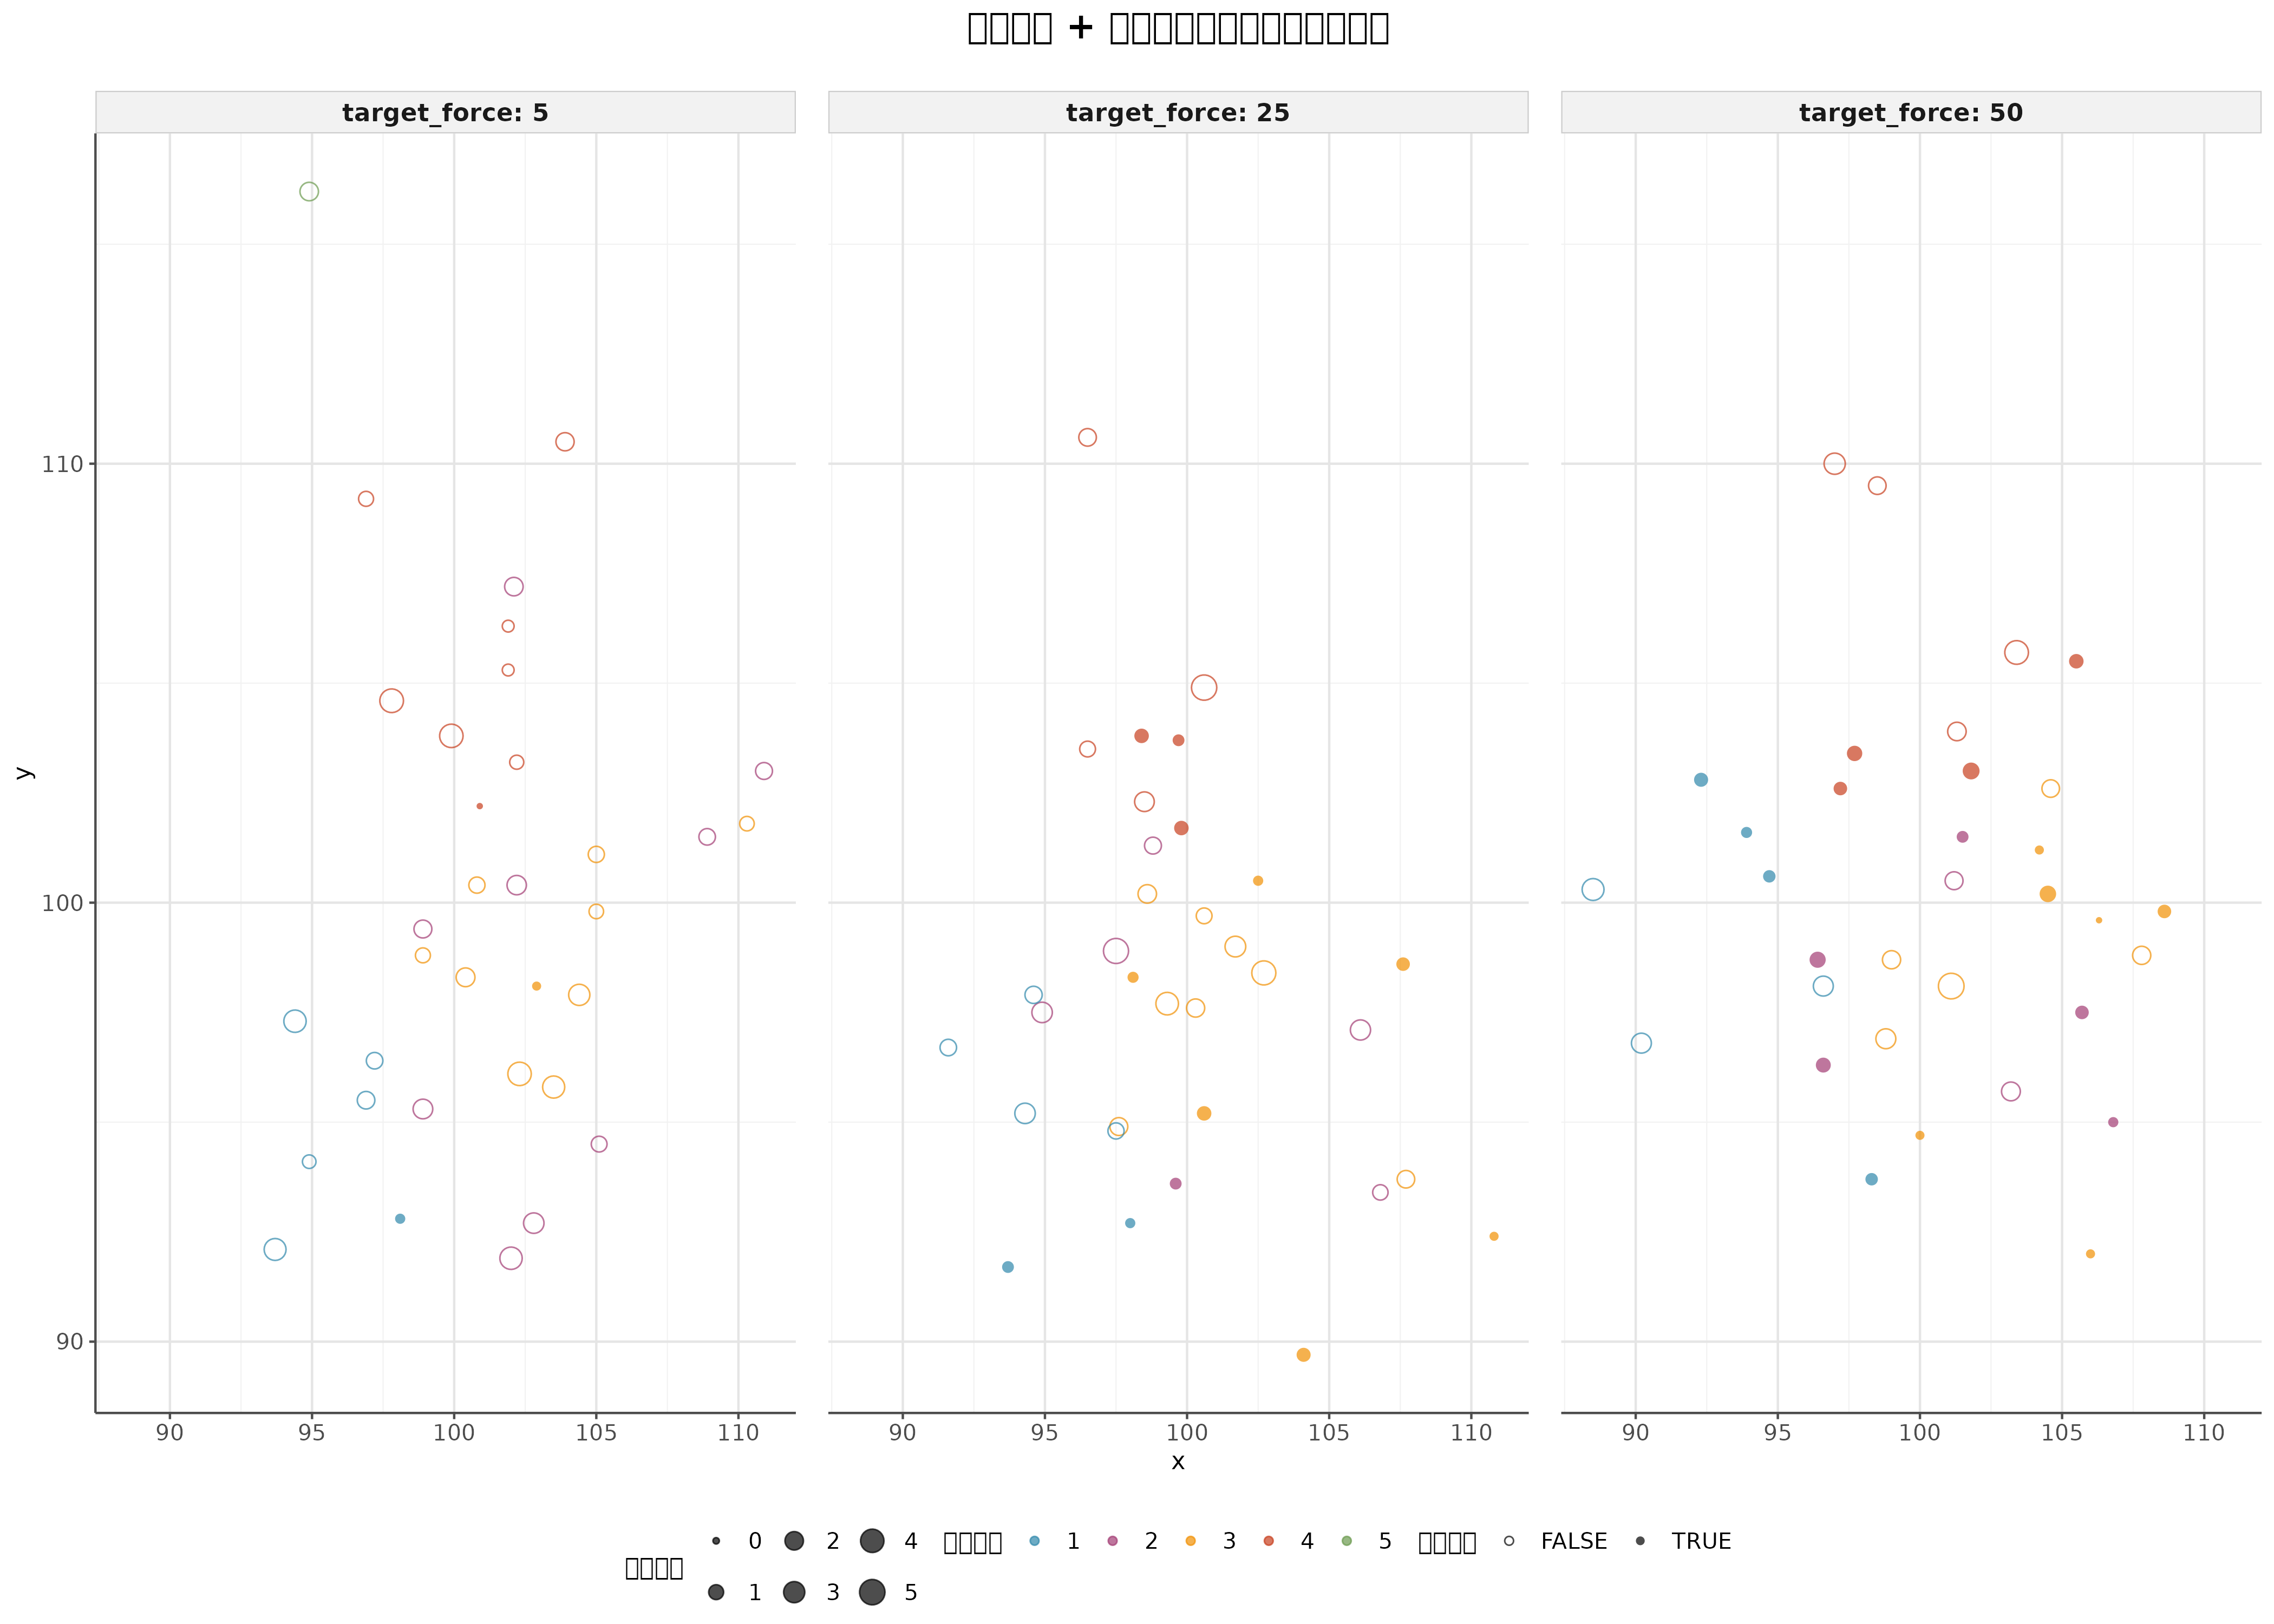 +
target_force: 5
target_force: 25
target_force: 50
110
100
90
y
90 95 100 105 110
90 95 100 105 110
90 95 100 105 110
x
0 2 4 1 2 3 4 5 FALSE TRUE
1 3 5